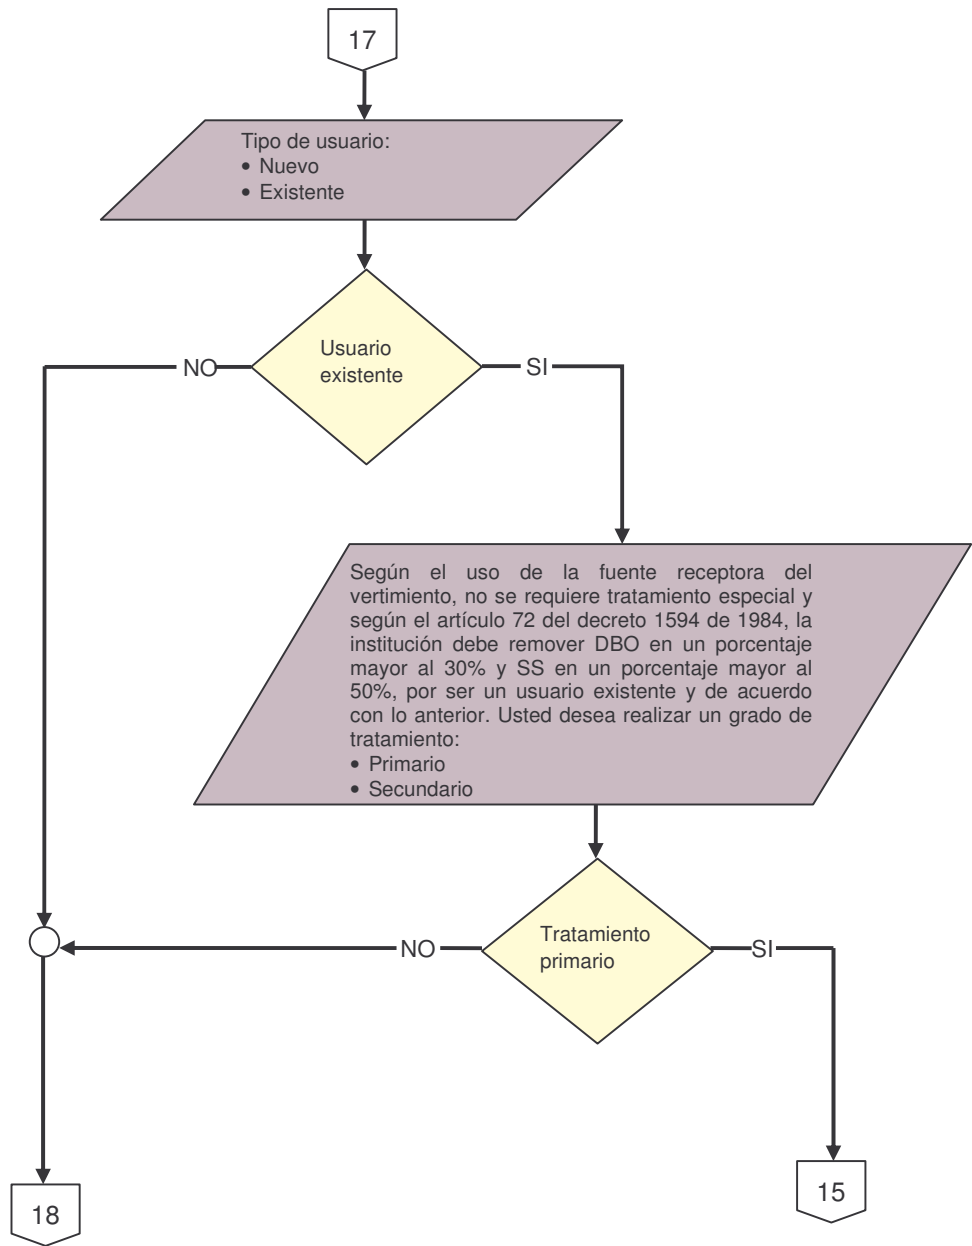 17
Tipo de usuario:
• Nuevo
• Existente
Usuario
existente
NO
SI
Según el uso de la fuente receptora del
vertimiento, no se requiere tratamiento especial y
según el artículo 72 del decreto 1594 de 1984, la
institución debe remover DBO en un porcentaje
mayor al 30% y SS en un porcentaje mayor al
50%, por ser un usuario existente y de acuerdo
con lo anterior. Usted desea realizar un grado de
tratamiento:
• Primario
• Secundario
Tratamiento
primario
NO
SI
15
18